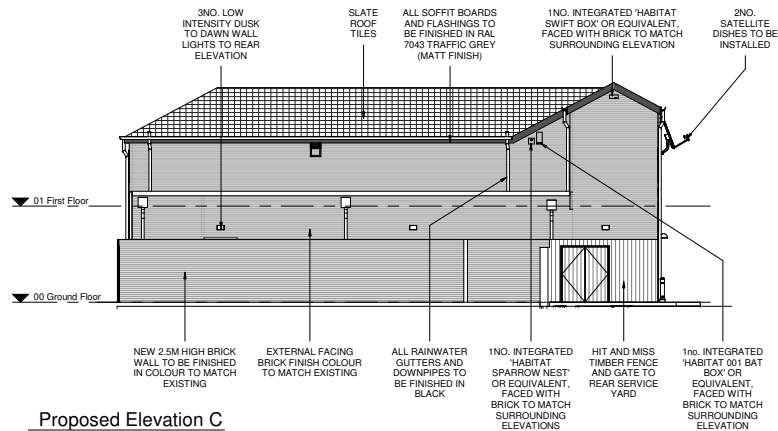 3NO. LOW
INTENSITY DUSK
TO DAWN WALL
LIGHTS TO REAR
ELEVATION
SLATE
ROOF
TILES
ALL SOFFIT BOARDS
AND FLASHINGS TO
BE FINISHED IN RAL
7043 TRAFFIC GREY
(MATT FINISH)
1NO. INTEGRATED 'HABITAT
SWIFT BOX' OR EQUIVALENT,
FACED WITH BRICK TO MATCH
SURROUNDING ELEVATION
2NO.
SATELLITE
DISHES TO BE
INSTALLED
01 First Floor
00 Ground Floor
NEW 2.5M HIGH BRICK
WALL TO BE FINISHED
IN COLOUR TO MATCH
EXISTING
EXTERNAL FACING
BRICK FINISH COLOUR
TO MATCH EXISTING
ALL RAINWATER
GUTTERS AND
DOWNPIPES TO
BE FINISHED IN
BLACK
1NO. INTEGRATED
'HABITAT
SPARROW NEST'
OR EQUIVALENT,
FACED WITH
BRICK TO MATCH
SURROUNDING
ELEVATIONS
HIT AND MISS
TIMBER FENCE
AND GATE TO
REAR SERVICE
YARD
1no. INTEGRATED
'HABITAT 001 BAT
BOX' OR
EQUIVALENT,
FACED WITH
BRICK TO MATCH
SURROUNDING
ELEVATION
Proposed Elevation C